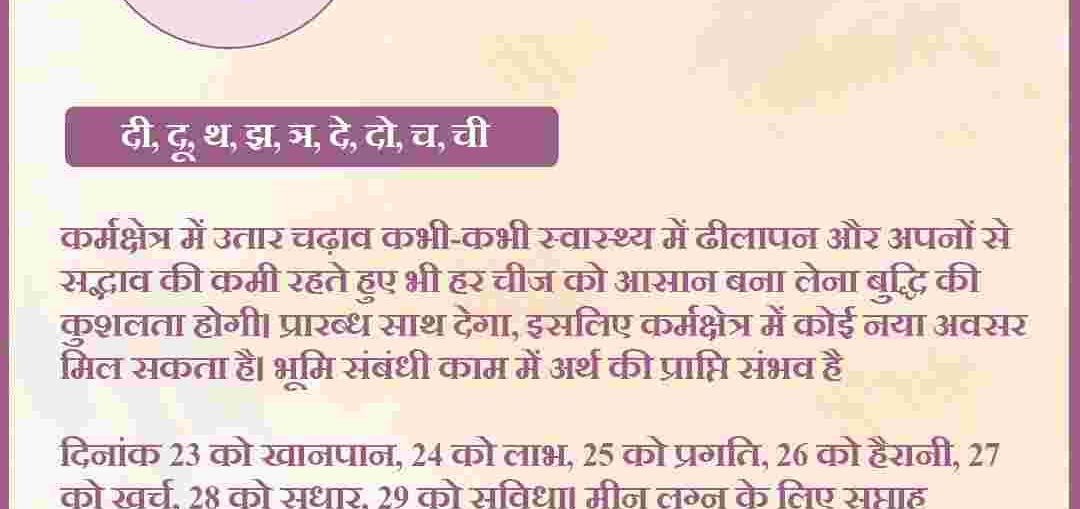 दी, दू, थ, झ, ञ, दे, दो, च, ची
कर्मक्षेत्र में उतार चढ़ाव कभी-कभी स्वास्थ्य में ढीलापन और अपनों से
सद्भाव की कमी रहते हुए भी हर चीज को आसान बना लेना बुद्धि की
कुशलता होगी। प्रारब्ध साथ देगा, इसलिए कर्मक्षेत्र में कोई नया अवसर
मिल सकता है। भूमि संबंधी काम में अर्थ की प्राप्ति संभव है
दिनांक 23 को खानपान, 24 को लाभ, 25 को प्रगति, 26 को हैरानी, 27
को खर्च, 28 को सुधार, 29 को सुविधा। मीन लग्न के लिए सप्ताह